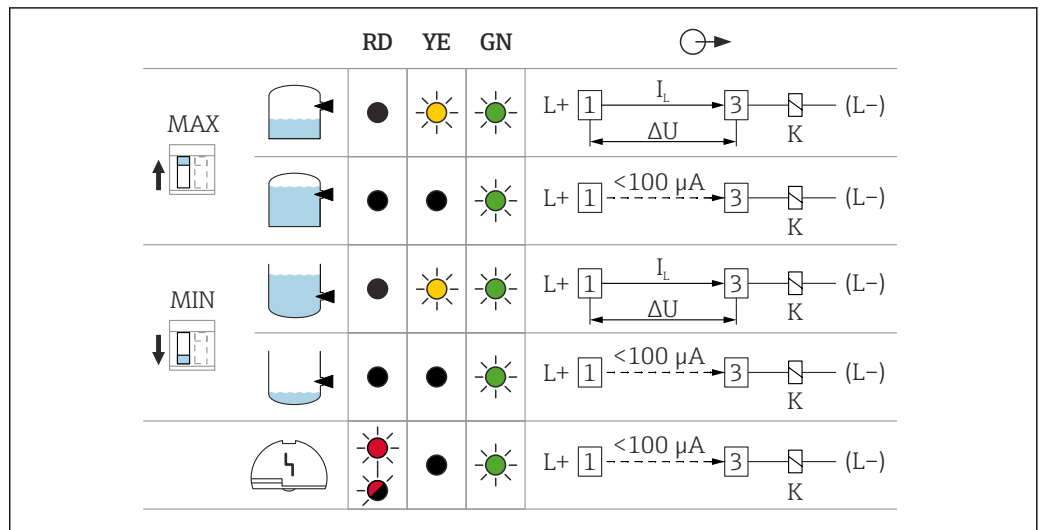 RD YE GN
MAX
L+ 1 I_L 3 (L–)
ΔU K
L+ 1 <100 µA 3 (L–)
K
MIN
L+ 1 I_L 3 (L–)
ΔU K
L+ 1 <100 µA 3 (L–)
K
L+ 1 <100 µA 3 (L–)
K